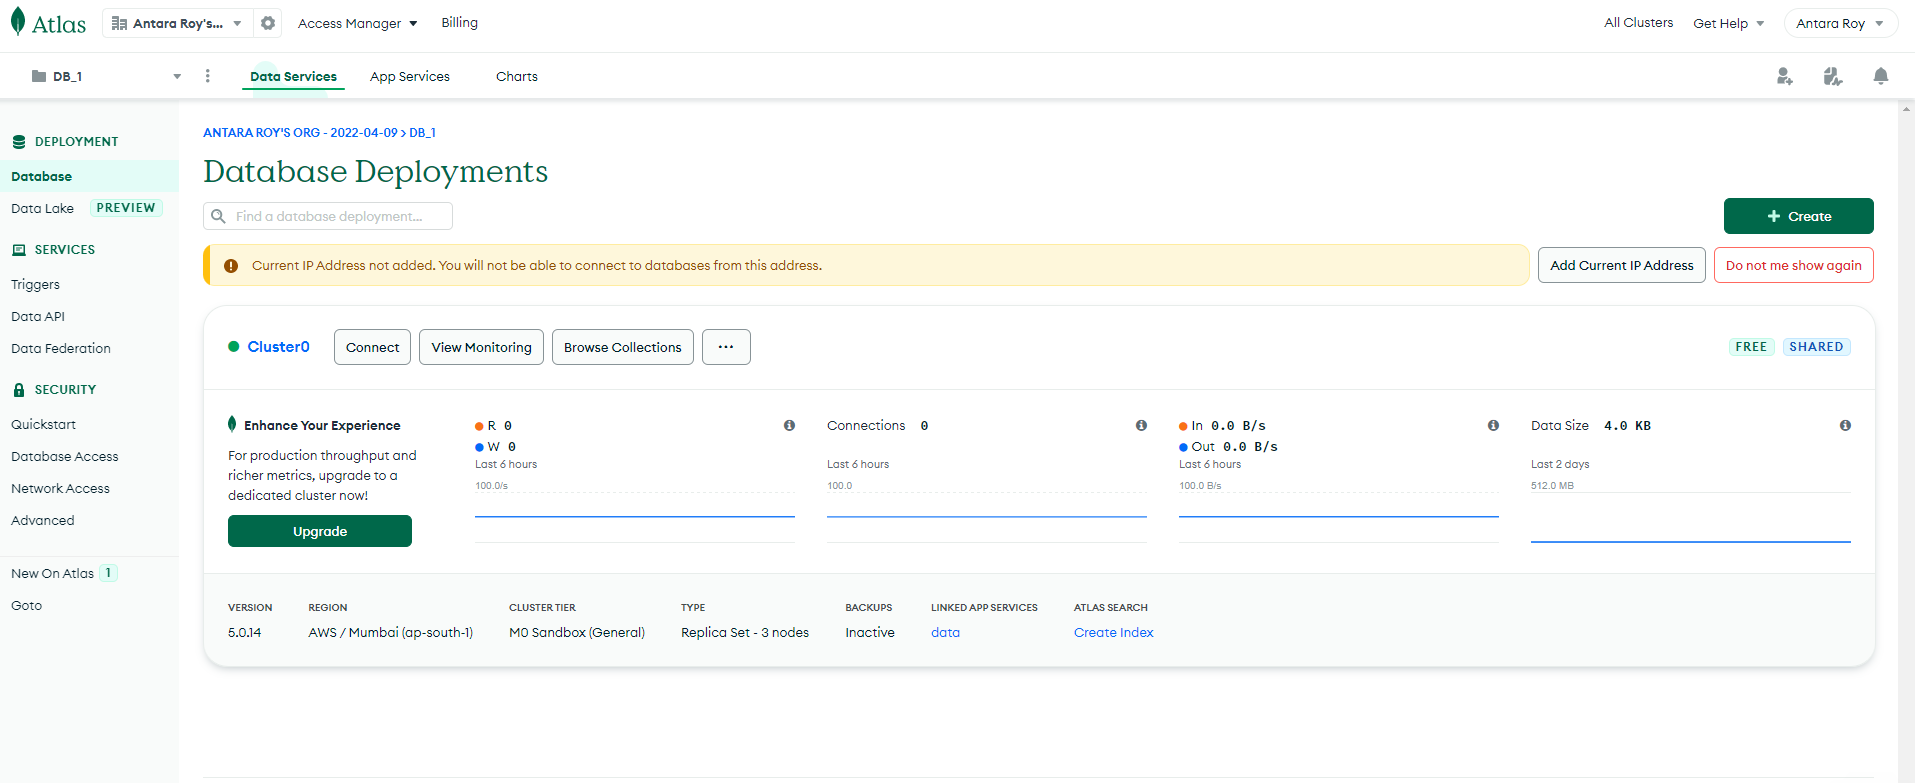 Atlas
Antara Roy's...
Access Manager
Billing
All Clusters
Get Help
Antara Roy
DB_1
Data Services
App Services
Charts
DEPLOYMENT
Database
Data Lake PREVIEW
SERVICES
Triggers
Data API
Data Federation
SECURITY
Quickstart
Database Access
Network Access
Advanced
New On Atlas 1
Goto
ANTARA ROY'S ORG - 2022-04-09 > DB_1
Database Deployments
Find a database deployment...
+ Create
Current IP Address not added. You will not be able to connect to databases from this address.
Add Current IP Address
Do not me show again
Cluster0
Connect
View Monitoring
Browse Collections
...
FREE
SHARED
Enhance Your Experience
For production throughput and
richer metrics, upgrade to a
dedicated cluster now!
Upgrade
R 0
W 0
Last 6 hours
100.0/s
Connections 0
Last 6 hours
100.0
In 0.0 B/s
Out 0.0 B/s
Last 6 hours
100.0 B/s
Data Size 4.0 KB
Last 2 days
512.0 MB
VERSION
5.0.14
REGION
AWS / Mumbai (ap-south-1)
CLUSTER TIER
M0 Sandbox (General)
TYPE
Replica Set - 3 nodes
BACKUPS
Inactive
LINKED APP SERVICES
data
ATLAS SEARCH
Create Index